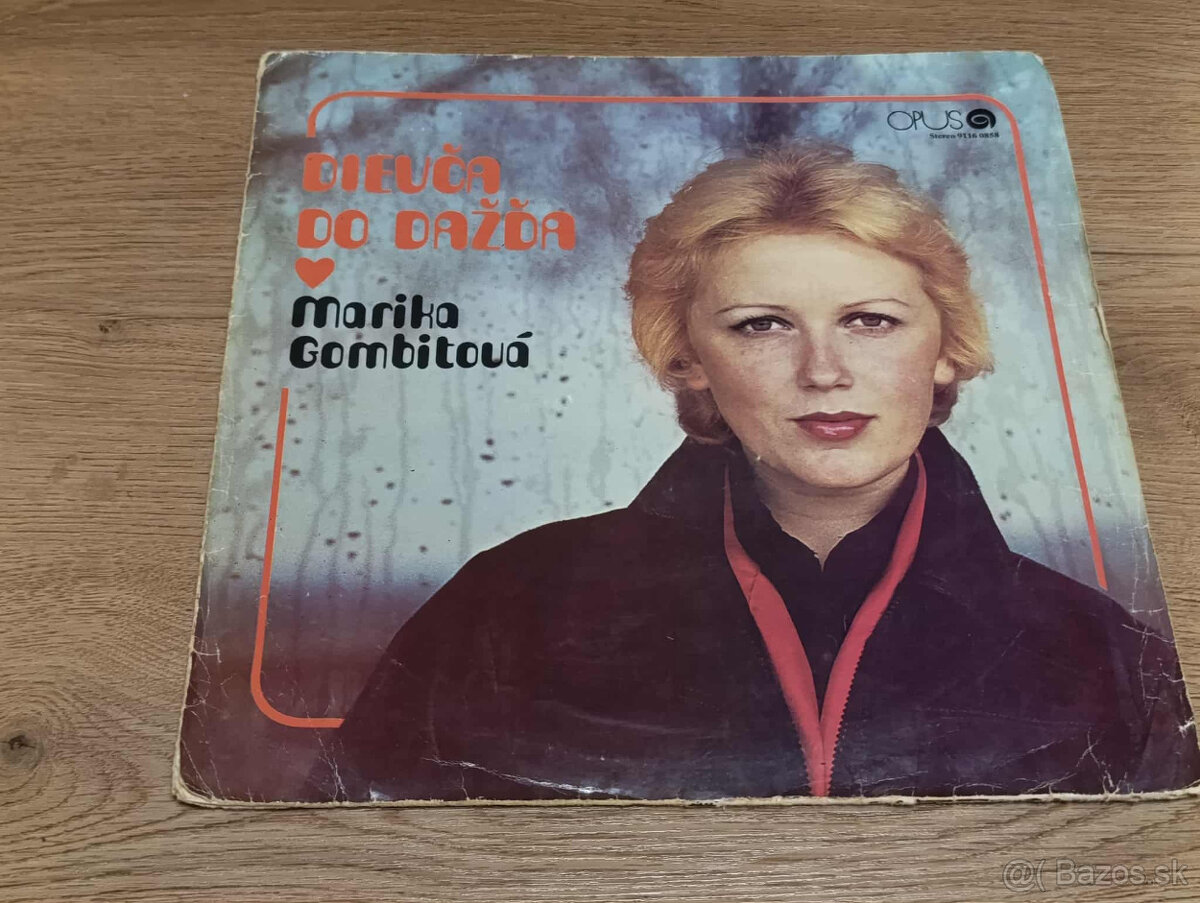 OPUS
Stereo 9116 0858
DIEVČA
DO DAŽĎA
Marika
Gombitová
@( Bazos.sk